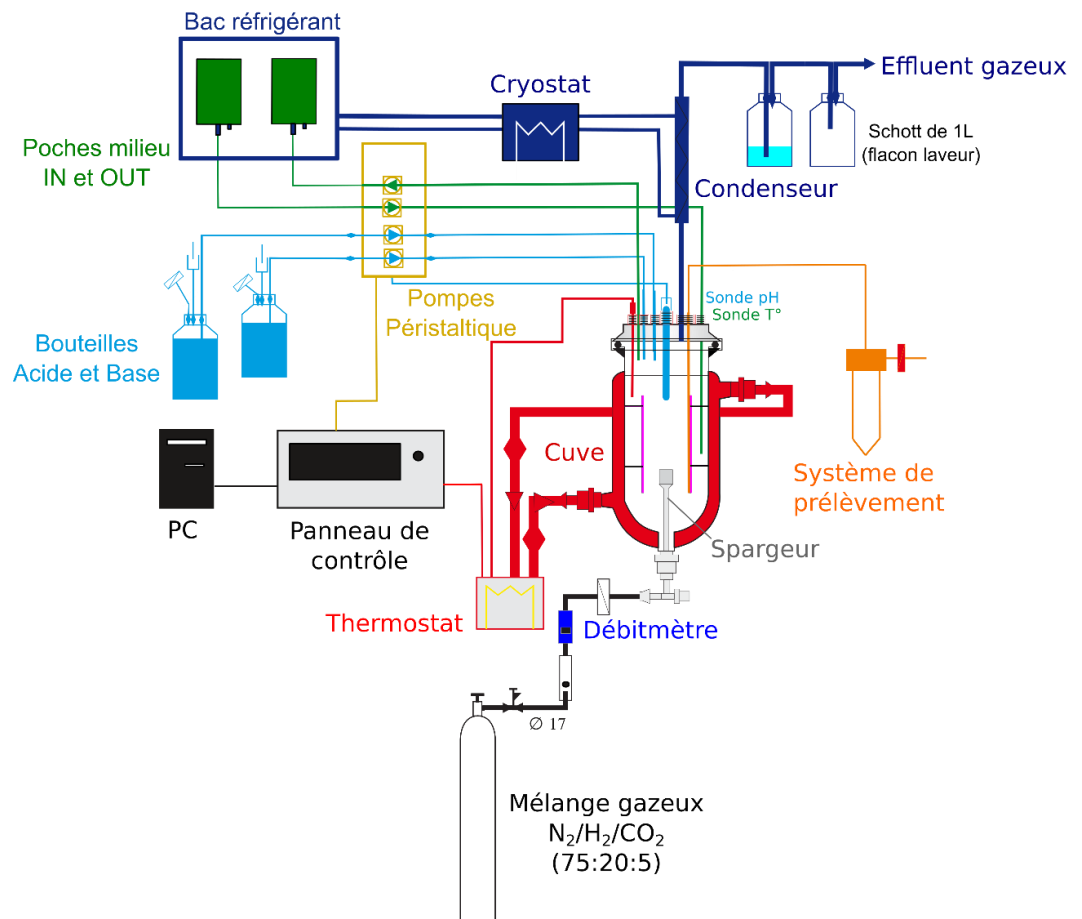 Bac réfrigérant
Effluent gazeux
Cryostat
Schott de 1L
(flacon laveur)
Poches milieu
IN et OUT
Condenseur
Pompes
Péristaltique
Sonde pH
Sonde T°
Bouteilles
Acide et Base
Cuve
Système de
prélèvement
PC
Panneau de
contrôle
Spargeur
Thermostat
Débitmètre
∅ 17
Mélange gazeux
N₂/H₂/CO₂
(75:20:5)